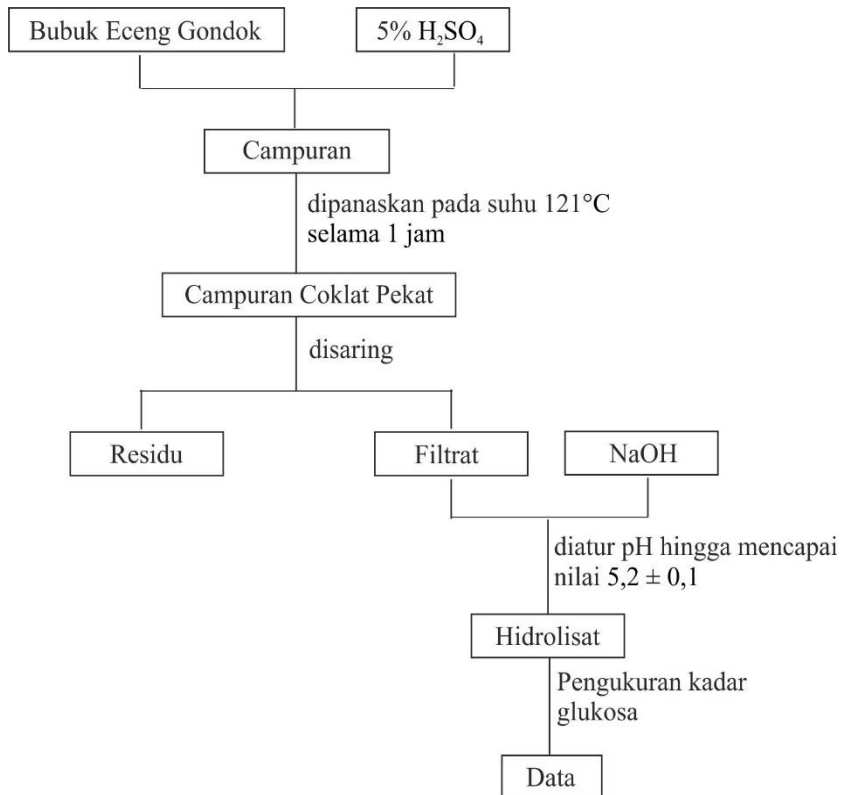 Bubuk Eceng Gondok
5% H₂SO₄
Campuran
dipanaskan pada suhu 121°C
selama 1 jam
Campuran Coklat Pekat
disaring
Residu
Filtrat
NaOH
diatur pH hingga mencapai
nilai 5,2 ± 0,1
Hidrolisat
Pengukuran kadar
glukosa
Data